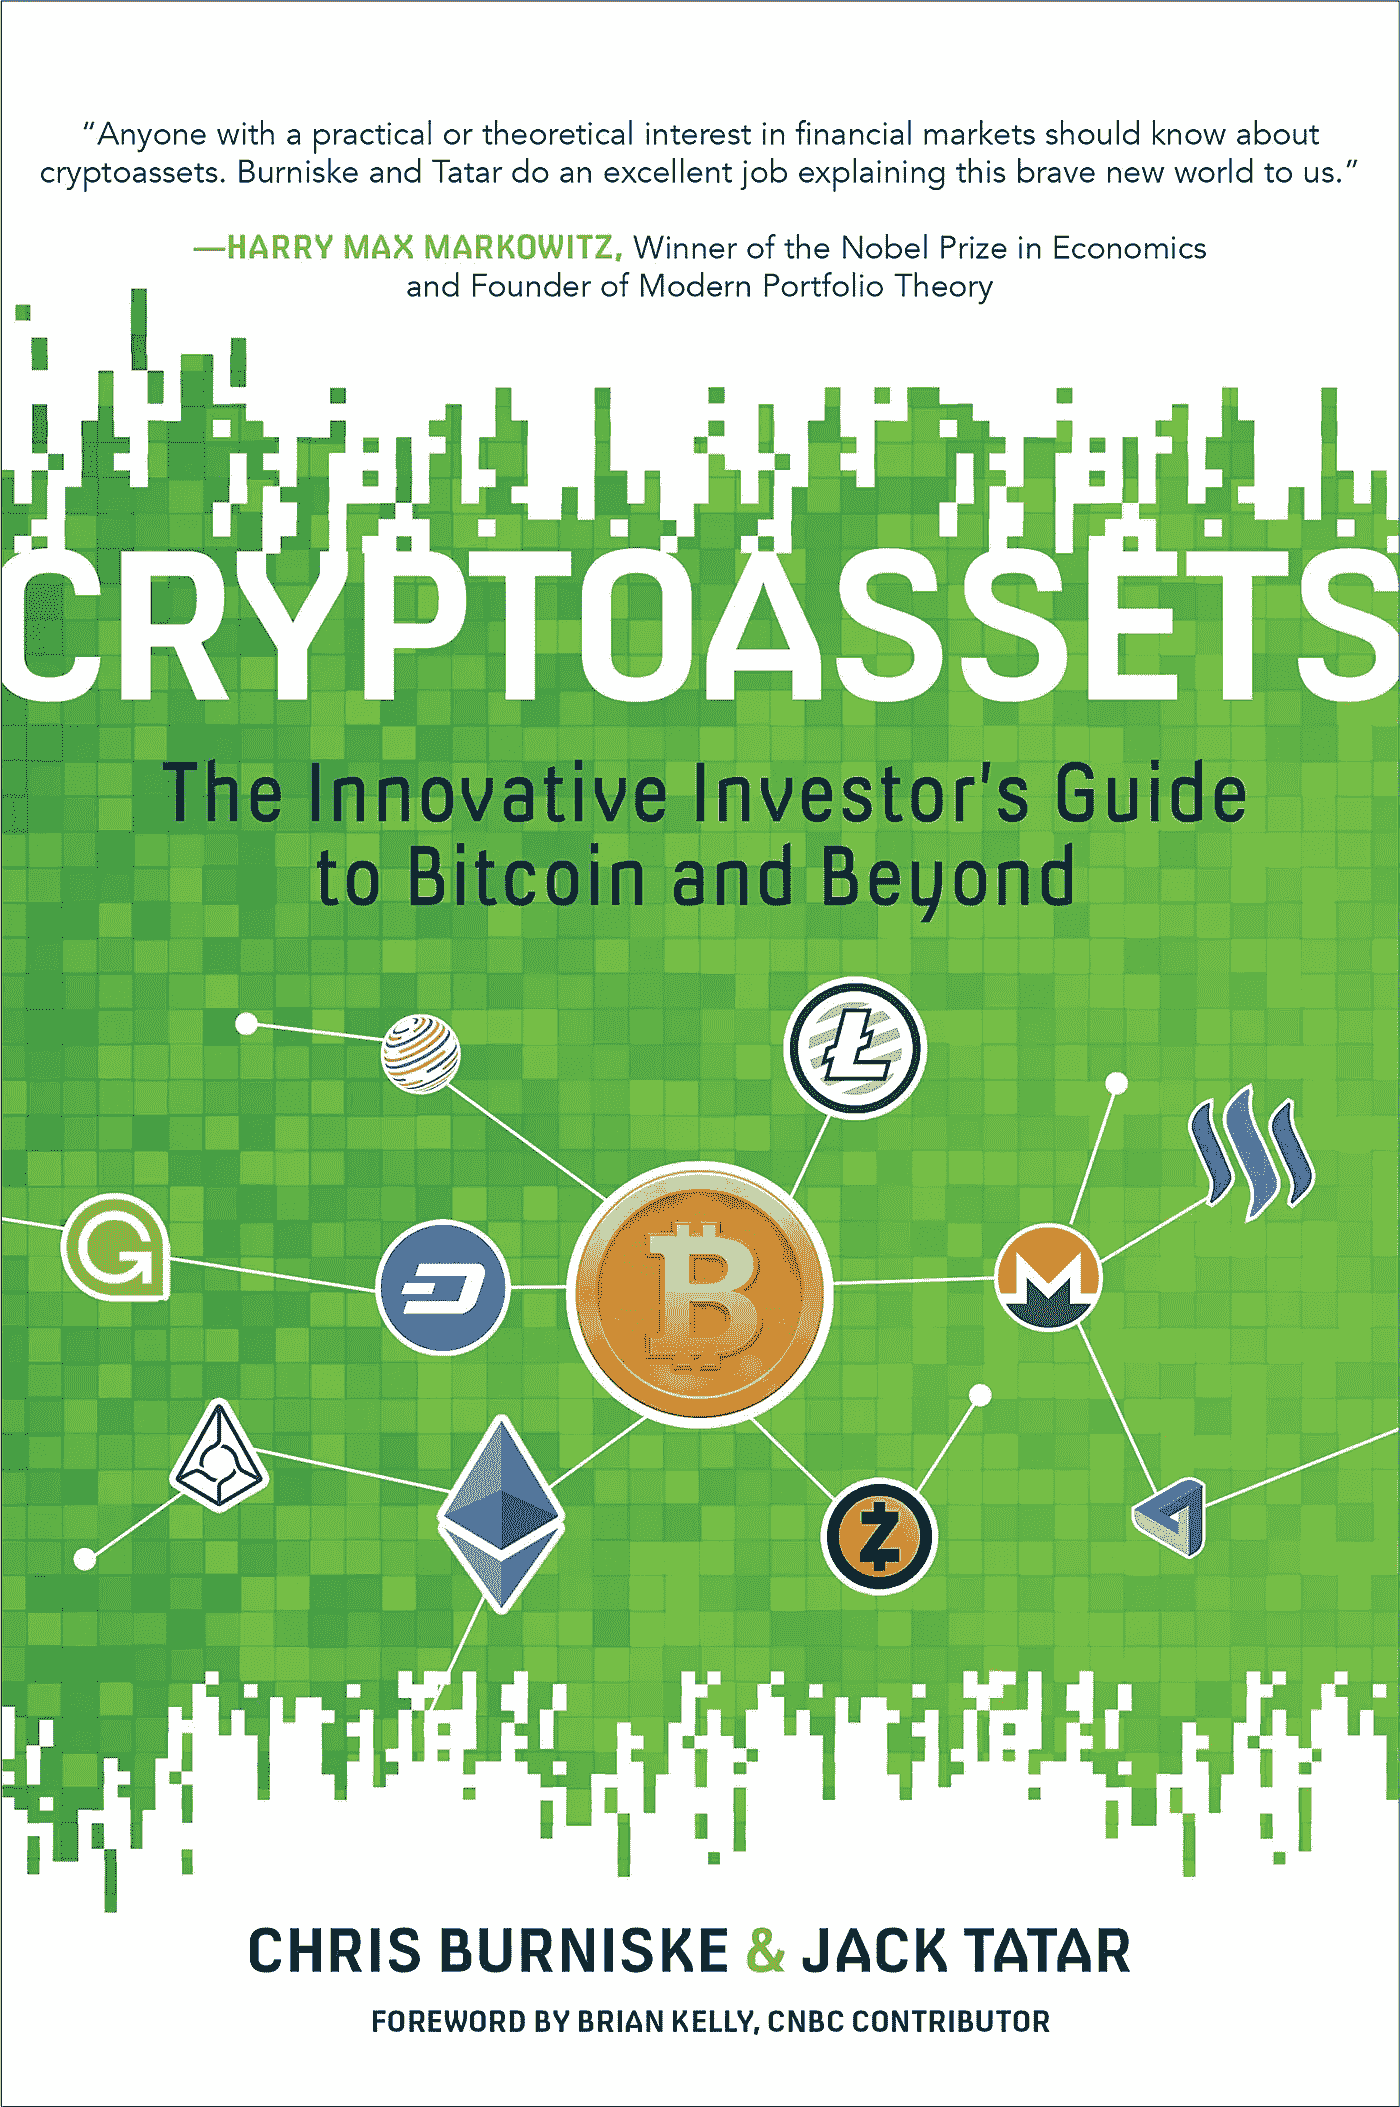 “Anyone with a practical or theoretical interest in financial markets should know about
cryptoassets. Burniske and Tatar do an excellent job explaining this brave new world to us.”
—HARRY MAX MARKOWITZ, Winner of the Nobel Prize in Economics
and Founder of Modern Portfolio Theory
CRYPTOASSETS
The Innovative Investor’s Guide
to Bitcoin and Beyond
CHRIS BURNISKE & JACK TATAR
FOREWORD BY BRIAN KELLY, CNBC CONTRIBUTOR